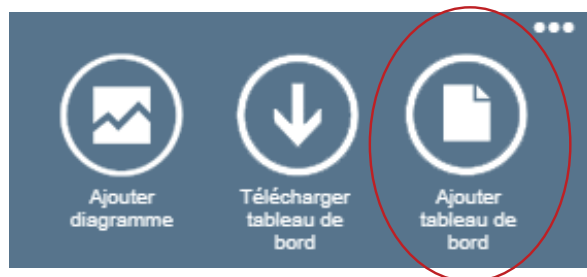 Ajouter
diagramme
Télécharger
tableau de
bord
Ajouter
tableau de
bord